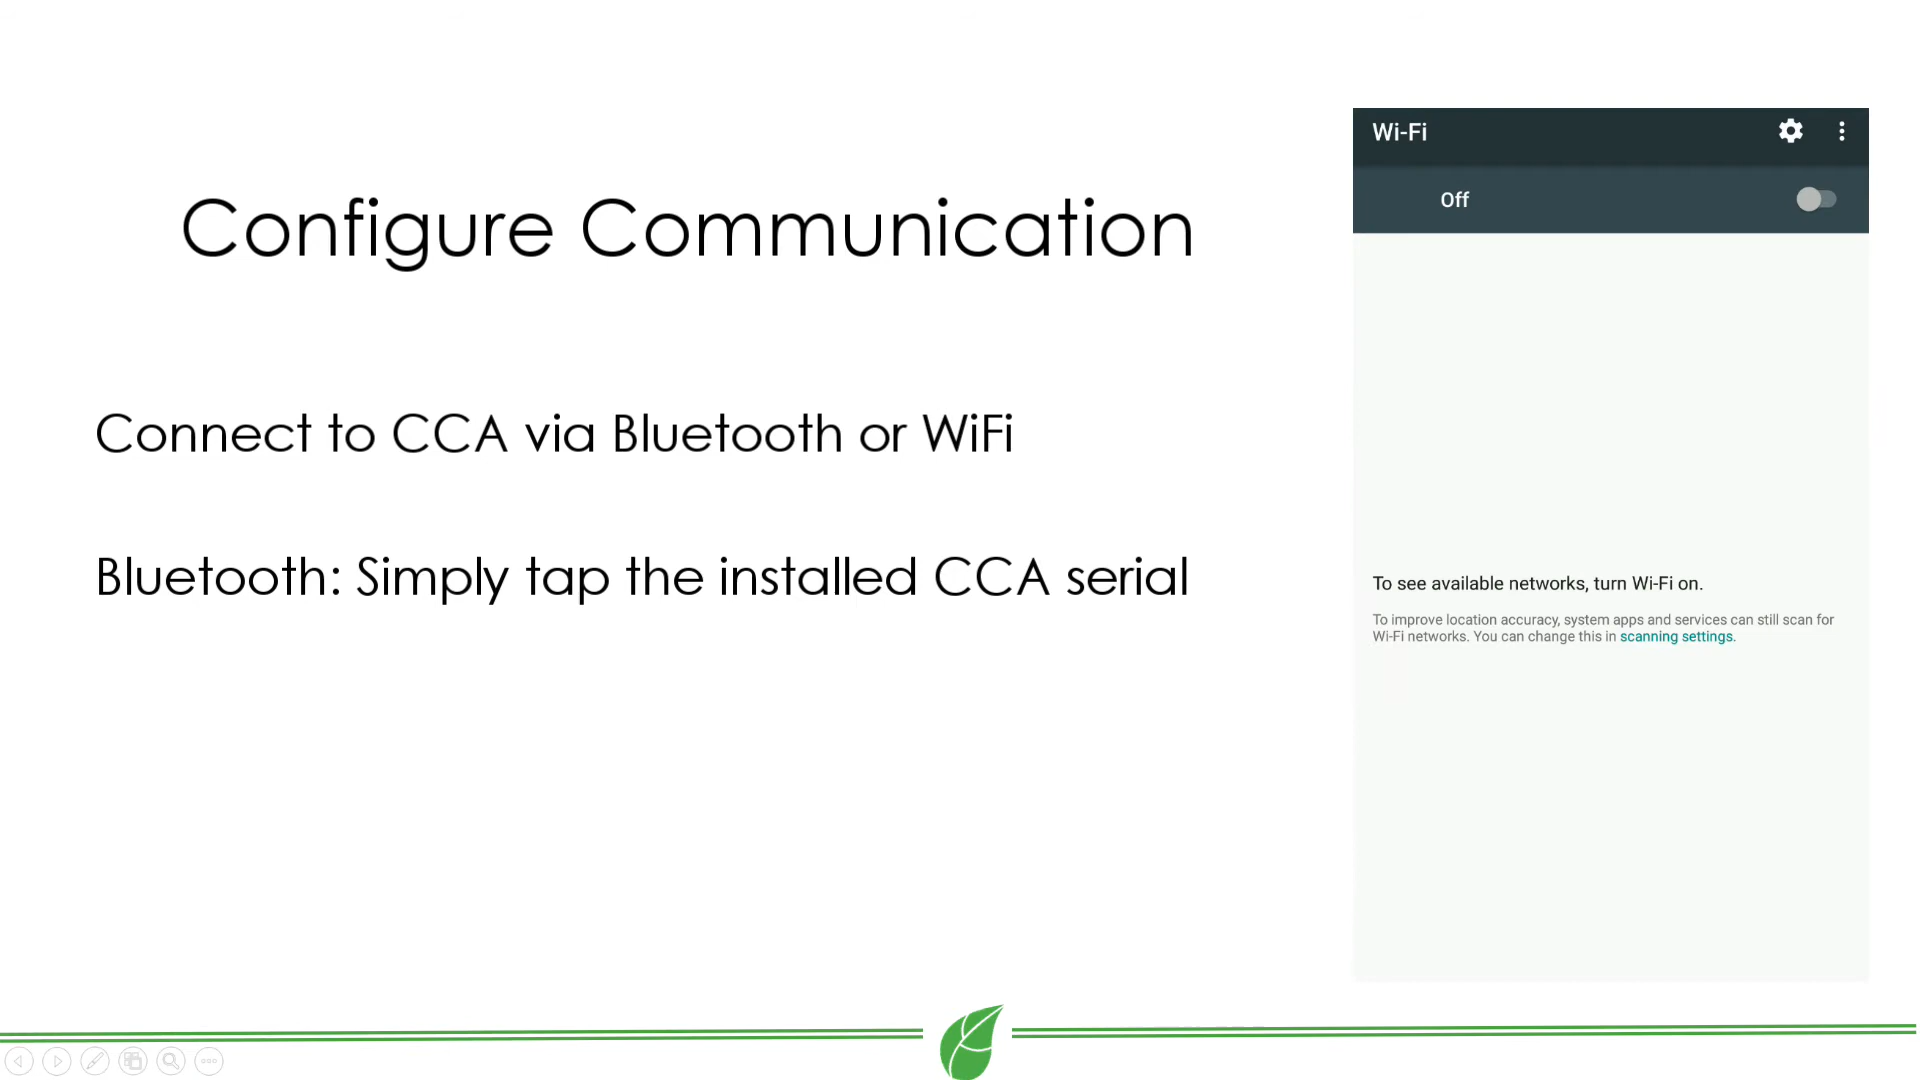 Configure Communication
Connect to CCA via Bluetooth or WiFi
Bluetooth: Simply tap the installed CCA serial
Wi-Fi
Off
To see available networks, turn Wi-Fi on.
To improve location accuracy, system apps and services can still scan for
Wi-Fi networks. You can change this in scanning settings.